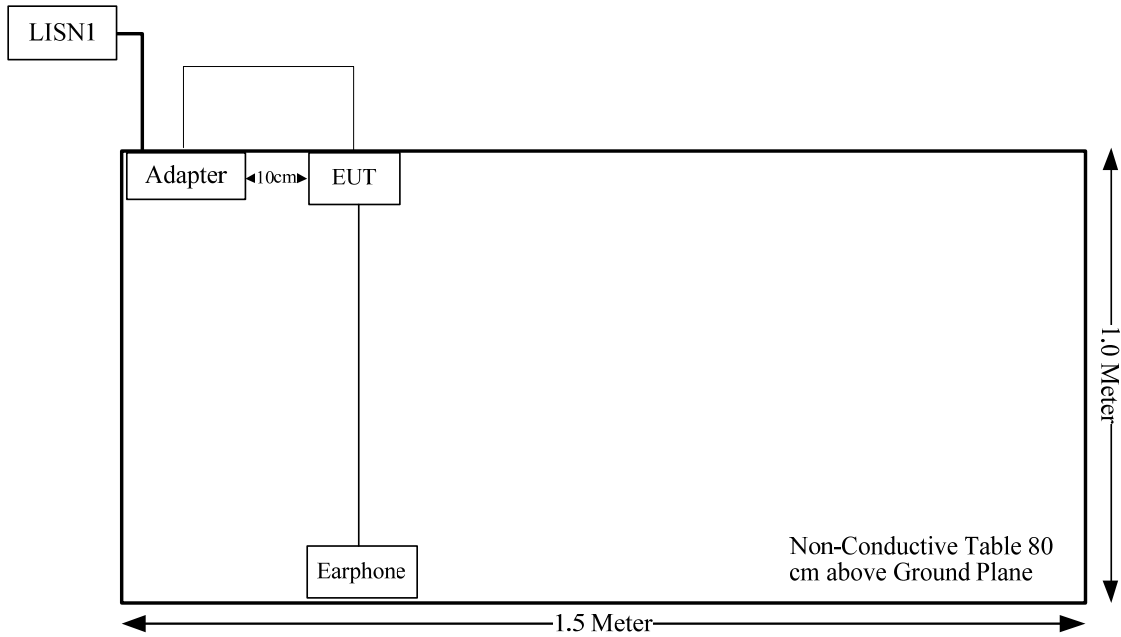 LISN1
Adapter
10cm
EUT
1.0 Meter
Earphone
Non-Conductive Table 80
cm above Ground Plane
1.5 Meter